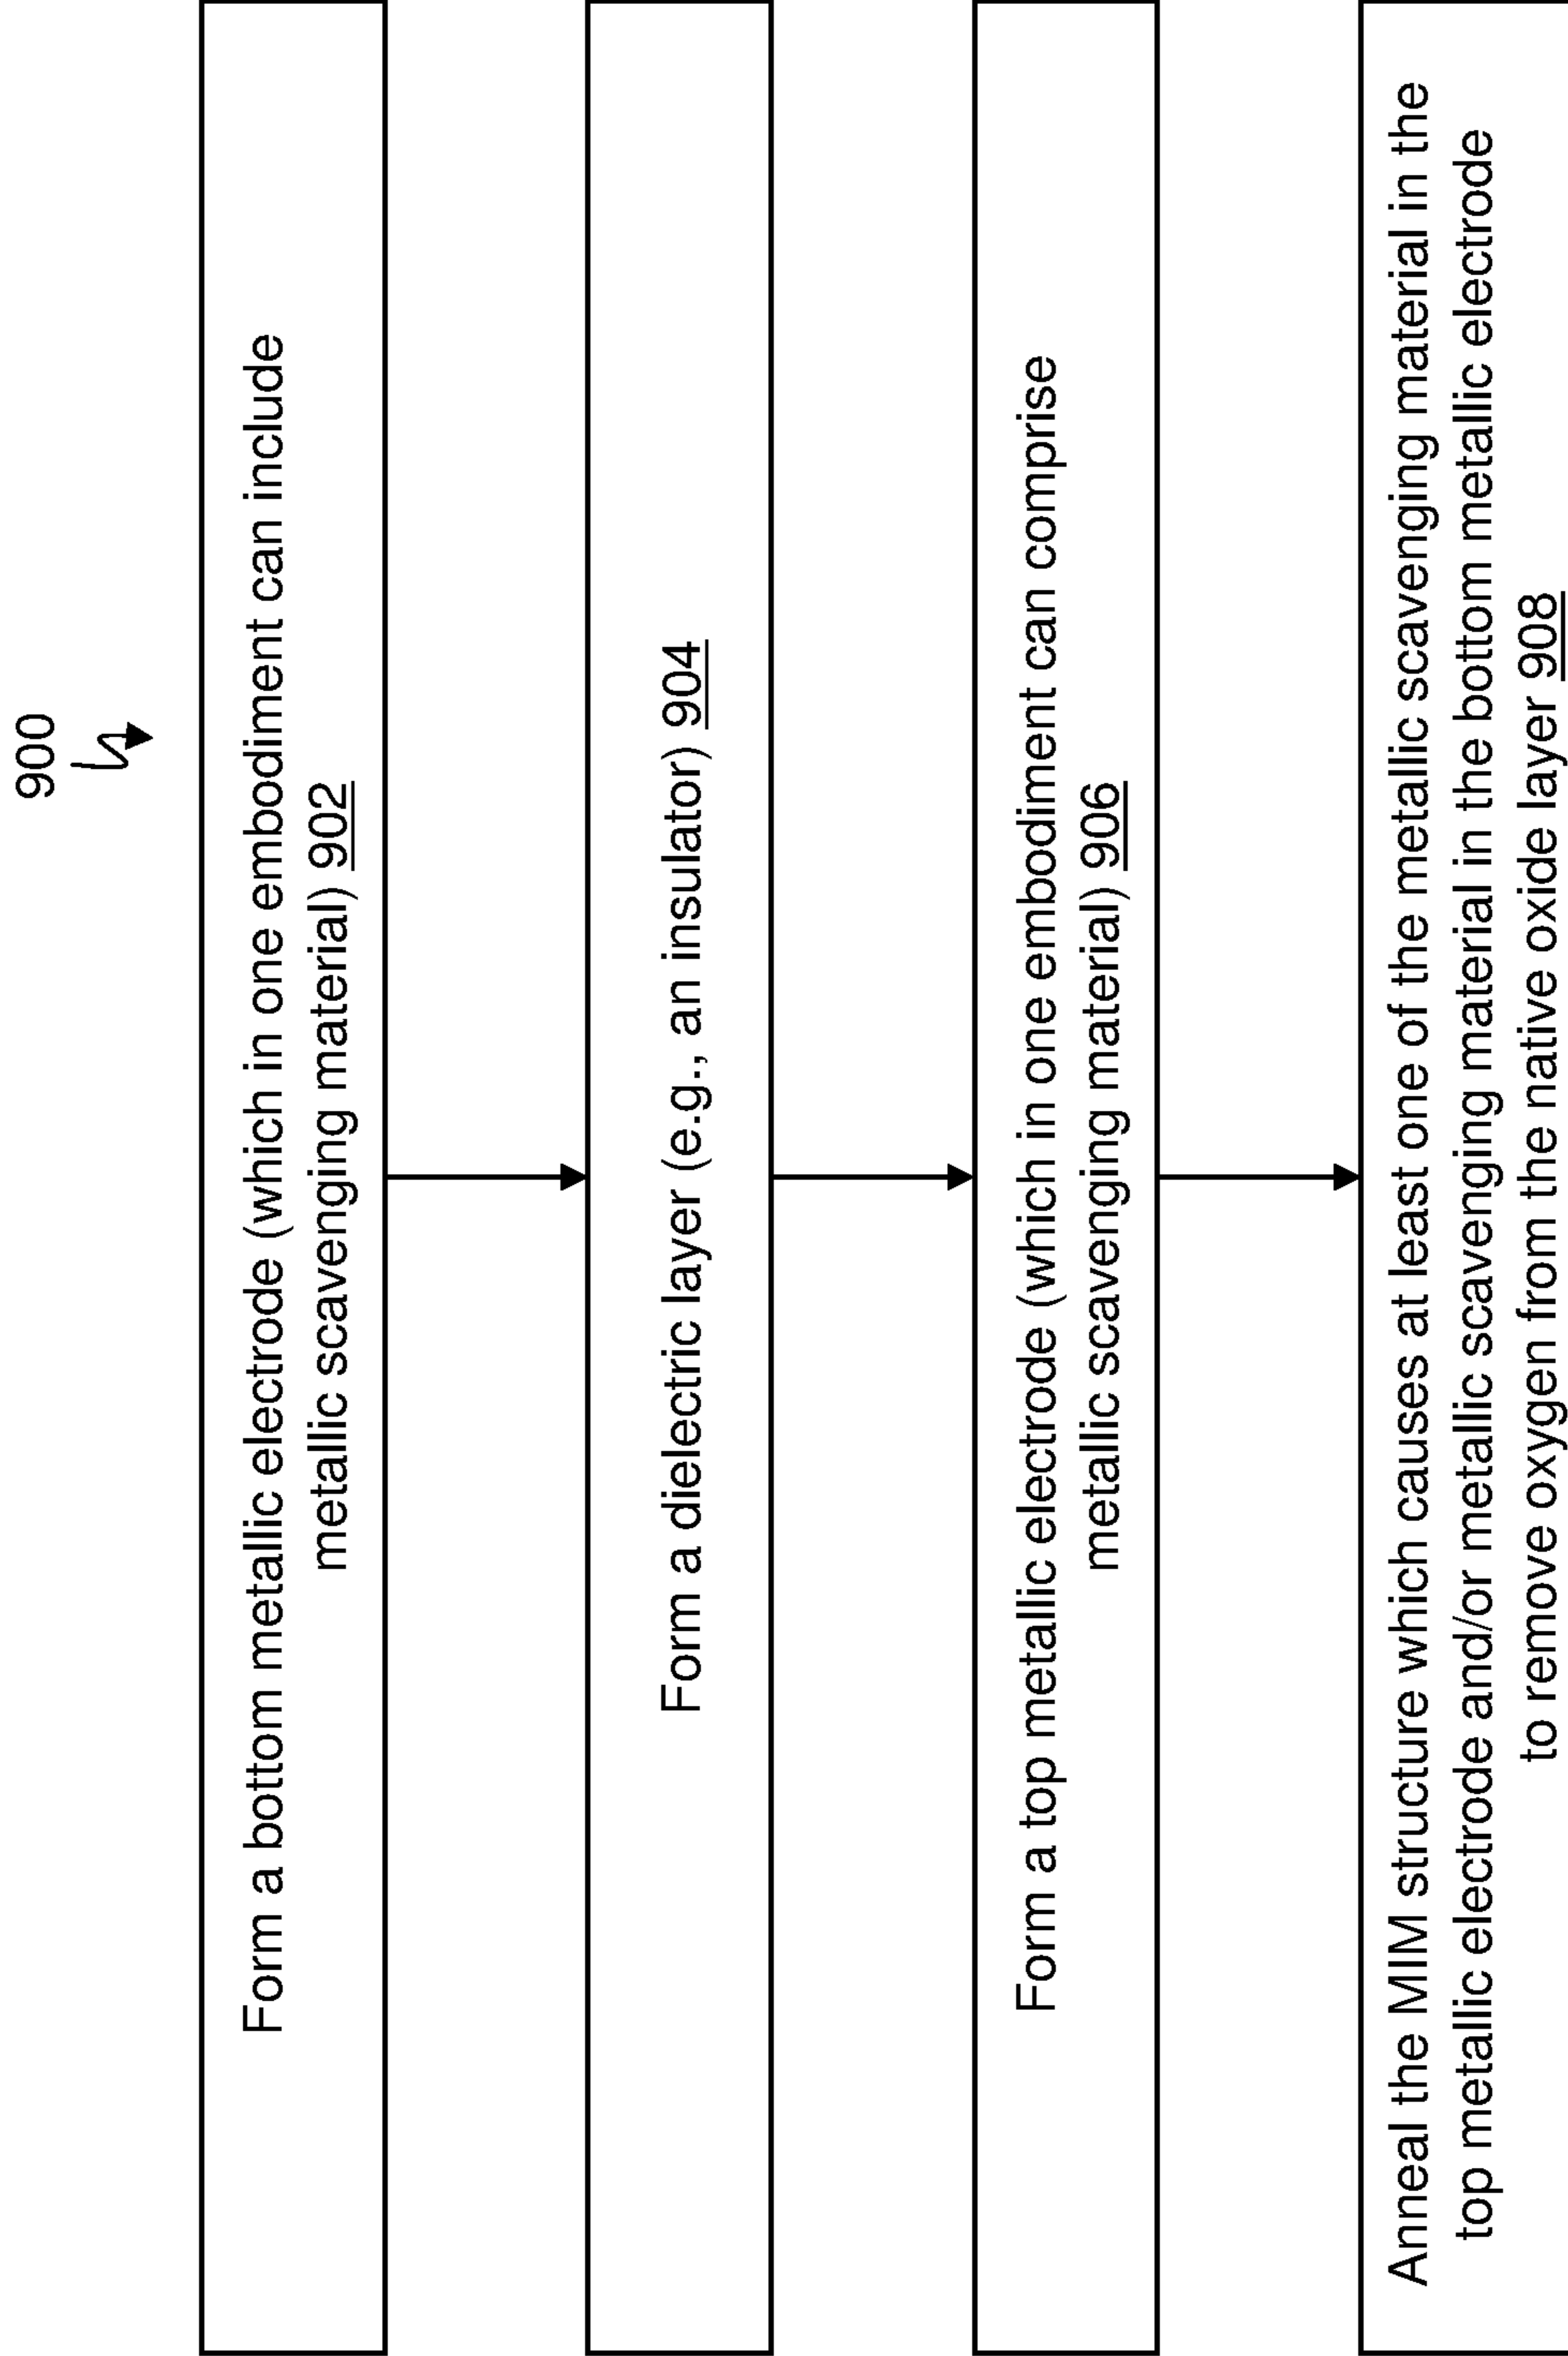 900
Form a bottom metallic electrode (which in one embodiment can include
metallic scavenging material) 902
Form a dielectric layer (e.g., an insulator) 904
Form a top metallic electrode (which in one embodiment can comprise
metallic scavenging material) 906
Anneal the MIM structure which causes at least one of the metallic scavenging material in the
top metallic electrode and/or metallic scavenging material in the bottom metallic electrode
to remove oxygen from the native oxide layer 908